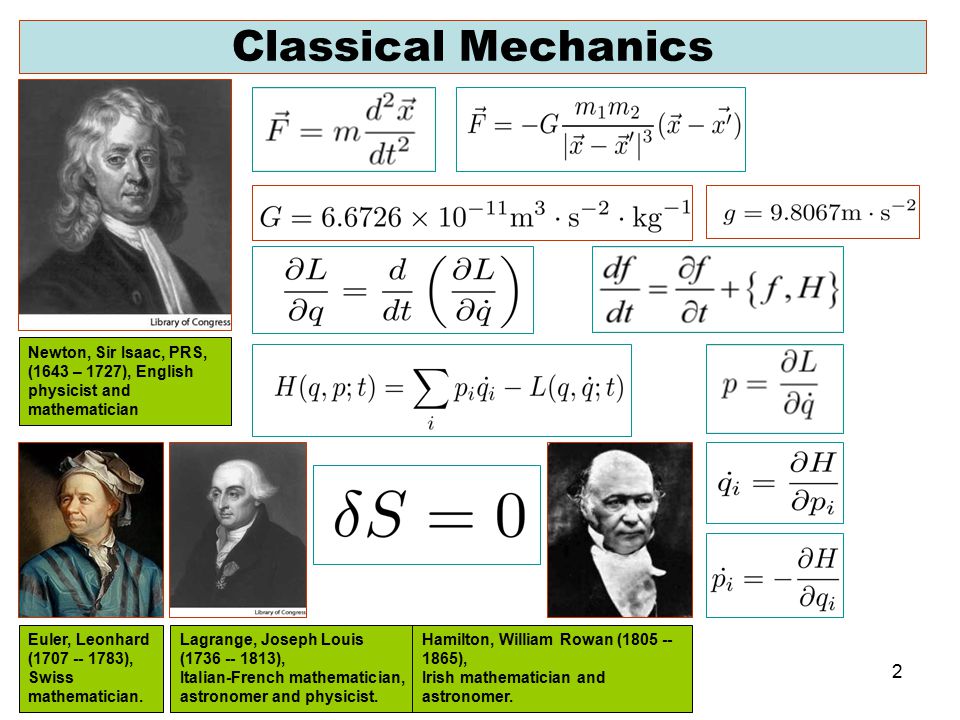 Classical Mechanics
$\vec{F} = m\frac{d^2\vec{x}}{dt^2}$
$\vec{F} = -G\frac{m_1 m_2}{|\vec{x} - \vec{x}'|^3}(\vec{x} - \vec{x'})$
$G = 6.6726 \times 10^{-11} \mathrm{m}^3 \cdot \mathrm{s}^{-2} \cdot \mathrm{kg}^{-1}$
$g = 9.8067 \mathrm{m} \cdot \mathrm{s}^{-2}$
$\frac{\partial L}{\partial q} = \frac{d}{dt}\left(\frac{\partial L}{\partial \dot{q}}\right)$
$\frac{df}{dt} = \frac{\partial f}{\partial t} + \{f, H\}$
Library of Congress
Newton, Sir Isaac, PRS,
(1643 – 1727), English
physicist and
mathematician
$H(q, p; t) = \sum_i p_i \dot{q}_i - L(q, \dot{q}; t)$
$p = \frac{\partial L}{\partial \dot{q}}$
$\delta S = 0$
$\dot{q}_i = \frac{\partial H}{\partial p_i}$
$\dot{p}_i = -\frac{\partial H}{\partial q_i}$
Library of Congress
Euler, Leonhard
(1707 -- 1783),
Swiss
mathematician.
Lagrange, Joseph Louis
(1736 -- 1813),
Italian-French mathematician,
astronomer and physicist.
Hamilton, William Rowan (1805 --
1865),
Irish mathematician and
astronomer.
2